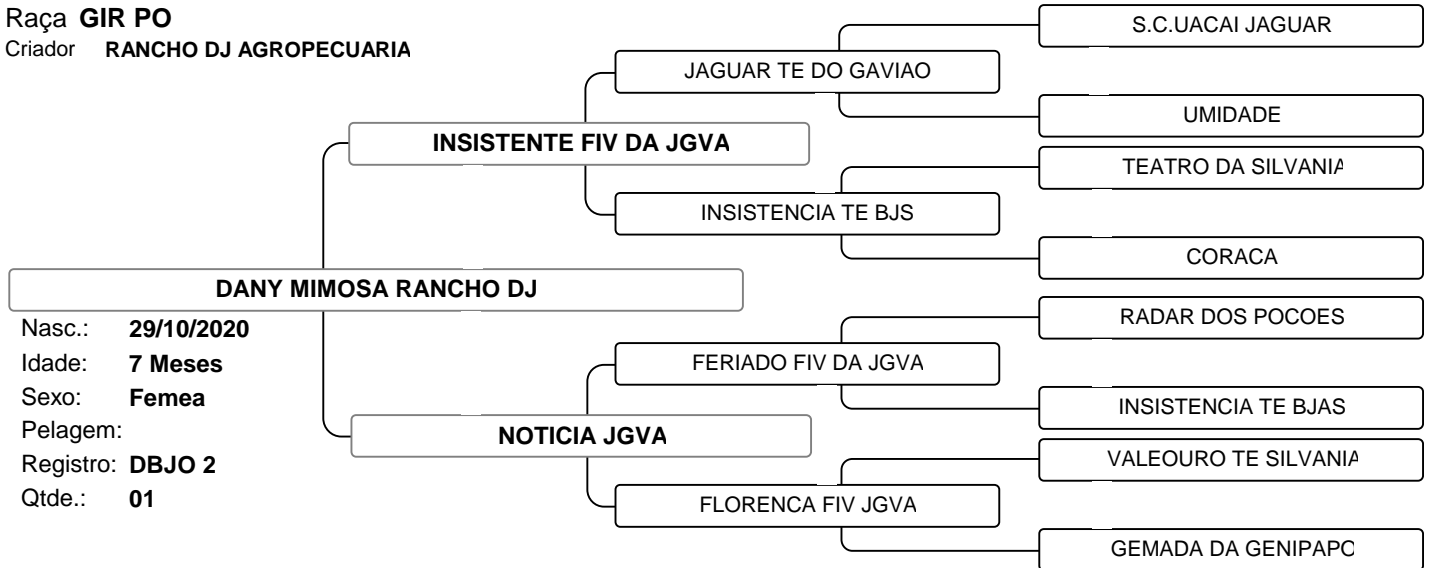 Raça GIR PO
Criador RANCHO DJ AGROPECUARIA
S.C.UACAI JAGUAR
JAGUAR TE DO GAVIAO
UMIDADE
INSISTENTE FIV DA JGVA
TEATRO DA SILVANIA
INSISTENCIA TE BJS
CORACA
DANY MIMOSA RANCHO DJ
Nasc.: 29/10/2020
Idade: 7 Meses
Sexo: Femea
Pelagem:
Registro: DBJO 2
Qtde.: 01
RADAR DOS POCOES
FERIADO FIV DA JGVA
INSISTENCIA TE BJAS
NOTICIA JGVA
VALEOURO TE SILVANIA
FLORENCA FIV JGVA
GEMADA DA GENIPAPO